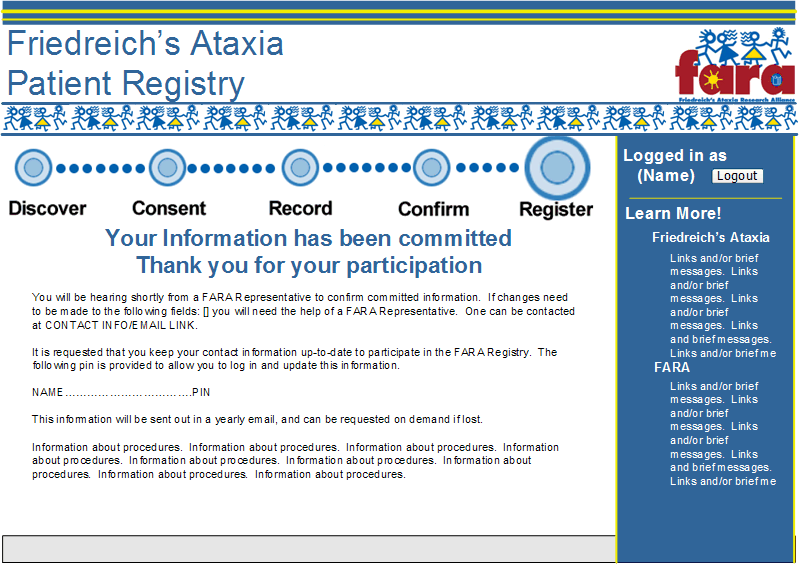 Friedreich’s Ataxia
Patient Registry
fara
Friedreich's Ataxia Research Alliance
Discover
Consent
Record
Confirm
Register
Your Information has been committed
Thank you for your participation
You will be hearing shortly from a FARA Representative to confirm committed information.  If changes need
to be made to the following fields: [] you will need the help of a FARA Representative.  One can be contacted
at CONTACT INFO/EMAIL LINK.
It is requested that you keep your contact information up-to-date to participate in the FARA Registry.  The
following pin is provided to allow you to log in and update this information.
NAME…………………………….PIN
This information will be sent out in a yearly email, and can be requested on demand if lost.
Information about procedures.  Information about procedures.  Information about procedures.  Information
about procedures.  Information about procedures.  Information about procedures.  Information about
procedures.  Information about procedures.  Information about procedures.
Logged in as
(Name)
Logout
Learn More!
Friedreich’s Ataxia
Links and/or brief
messages.  Links
and/or brief
messages.  Links
and/or brief
messages.  Links
and brief messages.
Links and/or brief me
FARA
Links and/or brief
messages.  Links
and/or brief
messages.  Links
and/or brief
messages.  Links
and brief messages.
Links and/or brief me